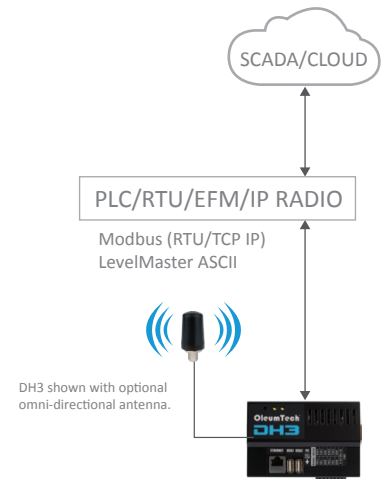 SCADA/CLOUD
PLC/RTU/EFM/IP RADIO
Modbus (RTU/TCP IP)
LevelMaster ASCII
DH3 shown with optional
omni-directional antenna.
OleumTech
DH3
ETHERNET